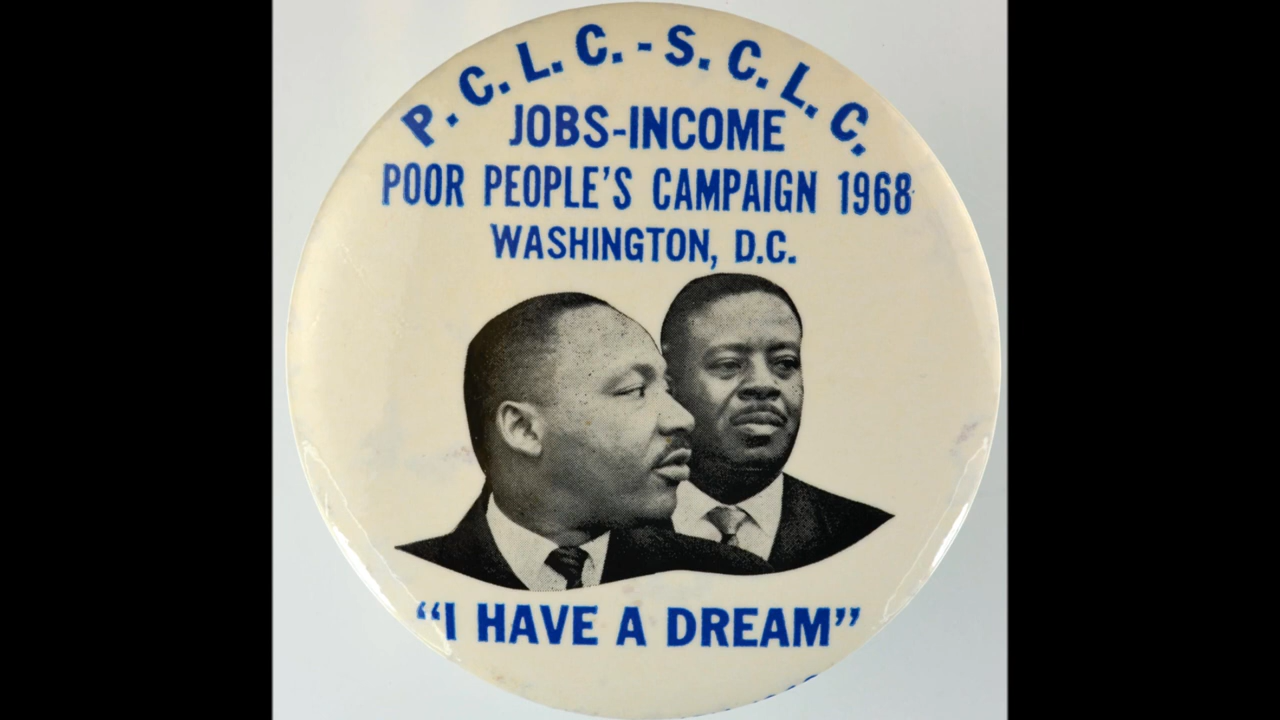 P.C.L.C.-S.C.L.C.
JOBS-INCOME
POOR PEOPLE'S CAMPAIGN 1968
WASHINGTON, D.C.
"I HAVE A DREAM"